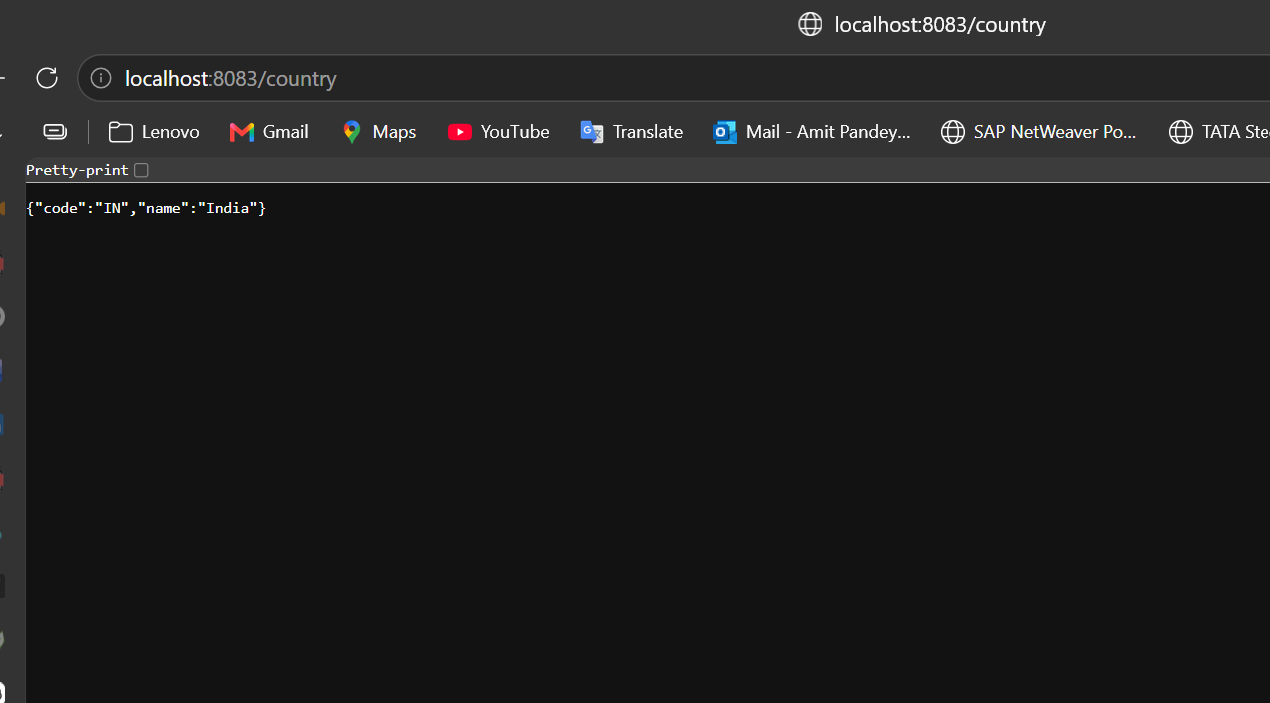 localhost:8083/country
localhost:8083/country
Lenovo Gmail Maps YouTube Translate Mail - Amit Pandey... SAP NetWeaver Po... TATA Ste
Pretty-print
{"code":"IN","name":"India"}